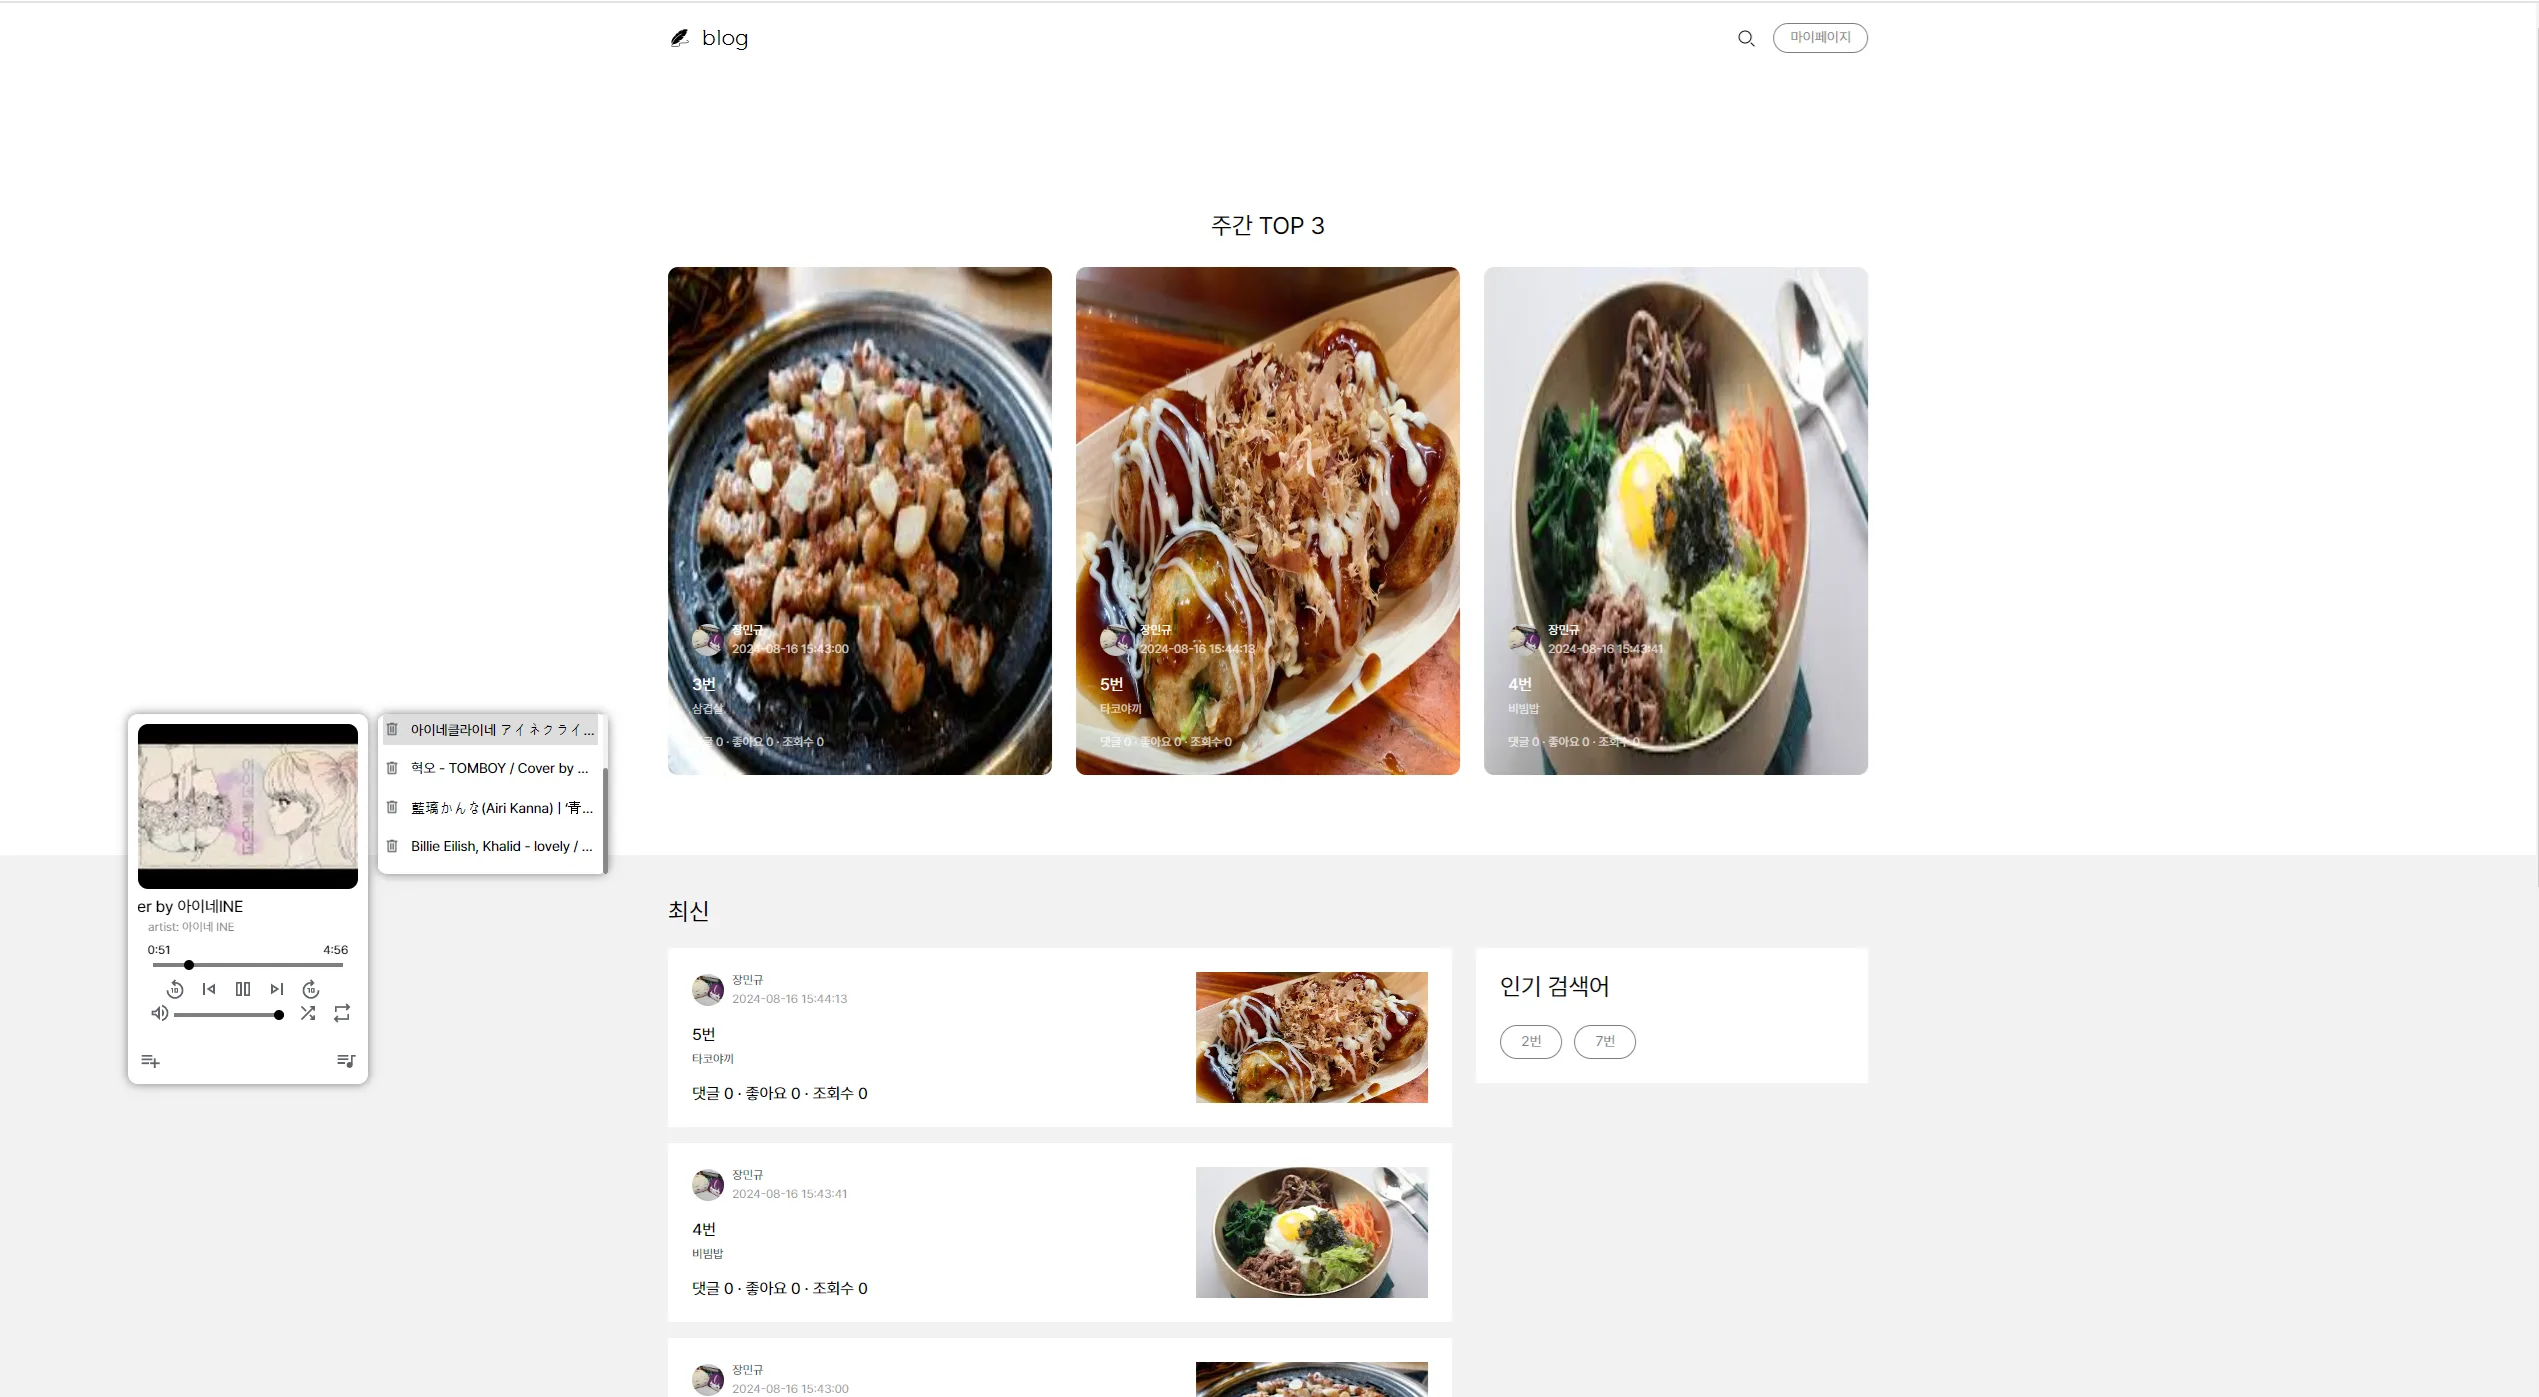 blog
마이페이지
주간 TOP 3
장민규
2024-08-16 15:43:00
3번
삼겹살
댓글 0 · 좋아요 0 · 조회수 0
장민규
2024-08-16 15:44:13
5번
타코야끼
댓글 0 · 좋아요 0 · 조회수 0
장민규
2024-08-16 15:43:41
4번
비빔밥
댓글 0 · 좋아요 0 · 조회수 0
아이네클라이네 アイネクライ...
혁오 - TOMBOY / Cover by ...
藍璃かんな(Airi Kanna) | ‘青...
Billie Eilish, Khalid - lovely / ...
er by 아이네INE
artist: 아이네 INE
0:51 4:56
10 10
최신
장민규
2024-08-16 15:44:13
5번
타코야끼
댓글 0 · 좋아요 0 · 조회수 0
인기 검색어
2번 7번
장민규
2024-08-16 15:43:41
4번
비빔밥
댓글 0 · 좋아요 0 · 조회수 0
장민규
2024-08-16 15:43:00